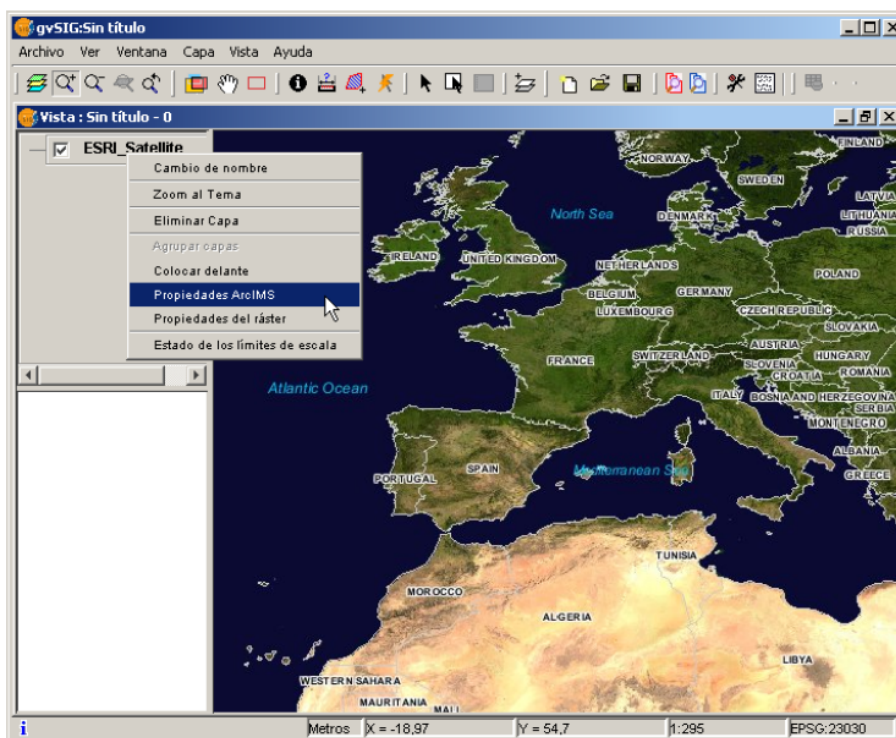 gvSIG:Sin título
Archivo Ver Ventana Capa Vista Ayuda
Vista : Sin título - 0
ESRI_Satellite
Cambio de nombre
Zoom al Tema
Eliminar Capa
Agrupar capas
Colocar delante
Propiedades ArcIMS
Propiedades del ráster
Estado de los límites de escala
FINLAND
NORWAY
SWEDEN
LATVIA
North Sea
DENMARK
LITHUANIA
RUSSIA
IRELAND
UNITED KINGDOM
NETHERLANDS
POLAND
BELGIUM
GERMANY
LUXEMBOURG
CZECH REPUBLIC
SLOVAKIA
AUSTRIA
FRANCE
SWITZERLAND
HUNGARY
SLOVENIA
CROATIA
ROMANIA
Atlantic Ocean
ITALY
BOSNIA AND HERZEGOVINA
SERBI
MONTENEGRO
ALBANIA
SPAIN
Mediterranean Sea
PORTUGAL
GREECE
TUNISIA
MOROCCO
ALGERIA
LIBYA
WESTERN SAHARA
MAURITANIA
MALI
Metros X = -18,97 Y = 54,7 1:295 EPSG:23030